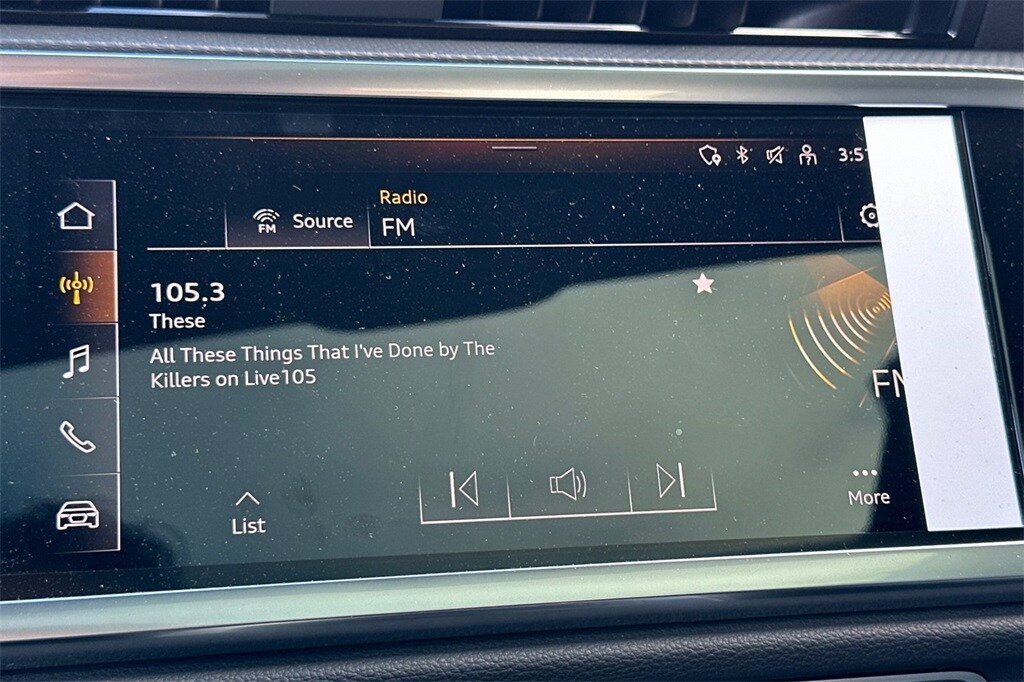 3:5
Radio
FM Source FM
105.3
These
All These Things That I've Done by The
Killers on Live105
FM
List
More